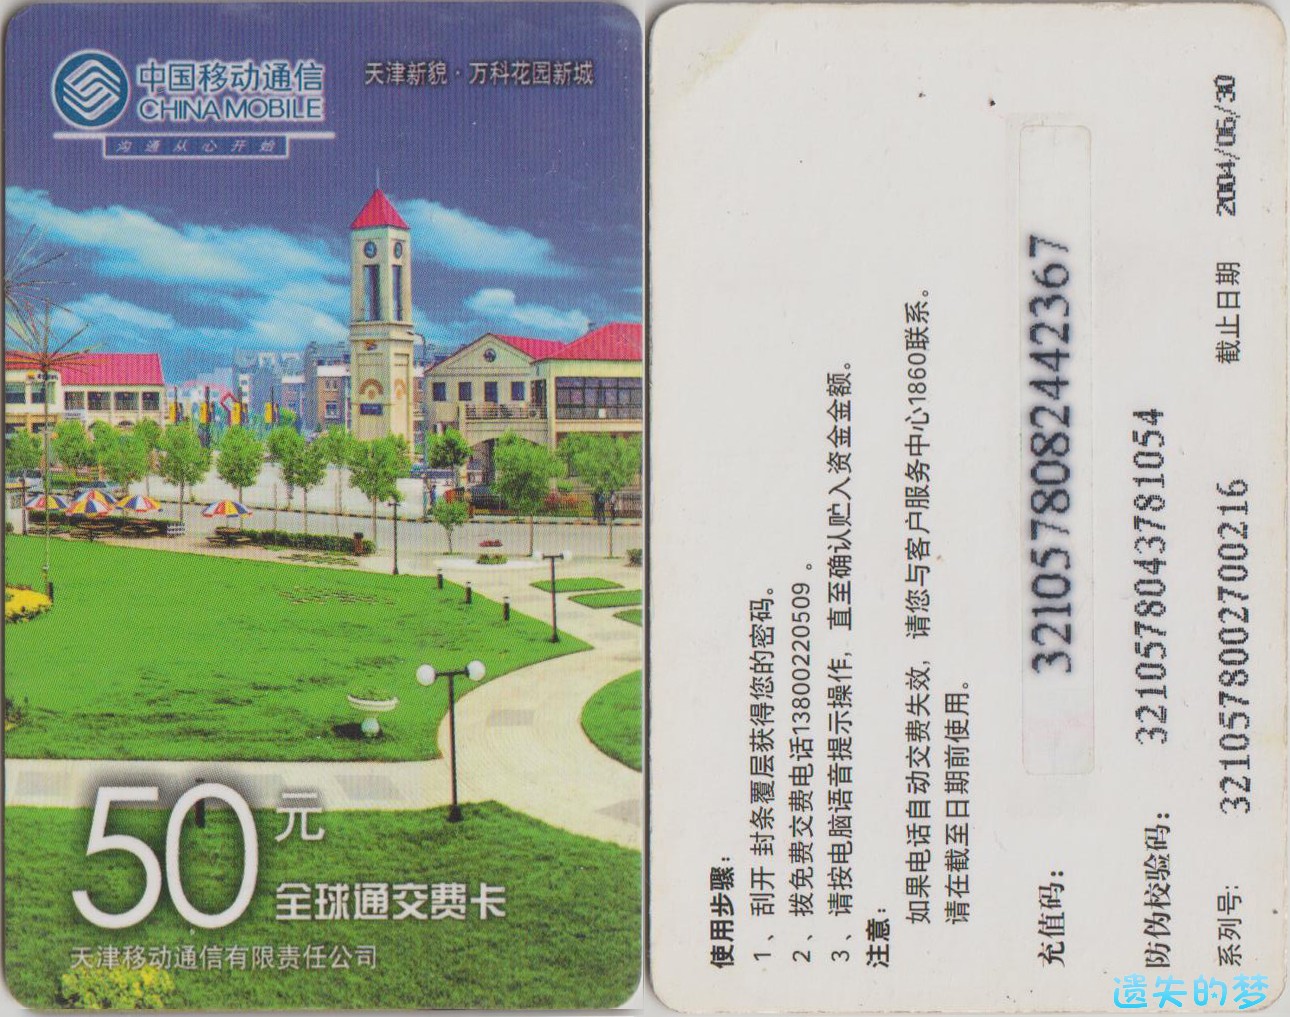 中国移动通信
CHINA MOBILE
沟通从心开始
天津新貌·万科花园新城
50元
全球通交费卡
天津移动通信有限责任公司
使用步骤：
1、刮开 封条覆层获得您的密码。
2、拨免费交费电话13800220509 。
3、请按电脑语音提示操作，直至确认贮入资金金额。
注意：
如果电话自动交费失效， 请您与客户服务中心1860联系。
请在截至日期前使用。
充值码： 321057808244 2367
防伪校验码： 3210578043781054
系列号: 3210578002700216 截止日期 2004/06/30
遗失的梦